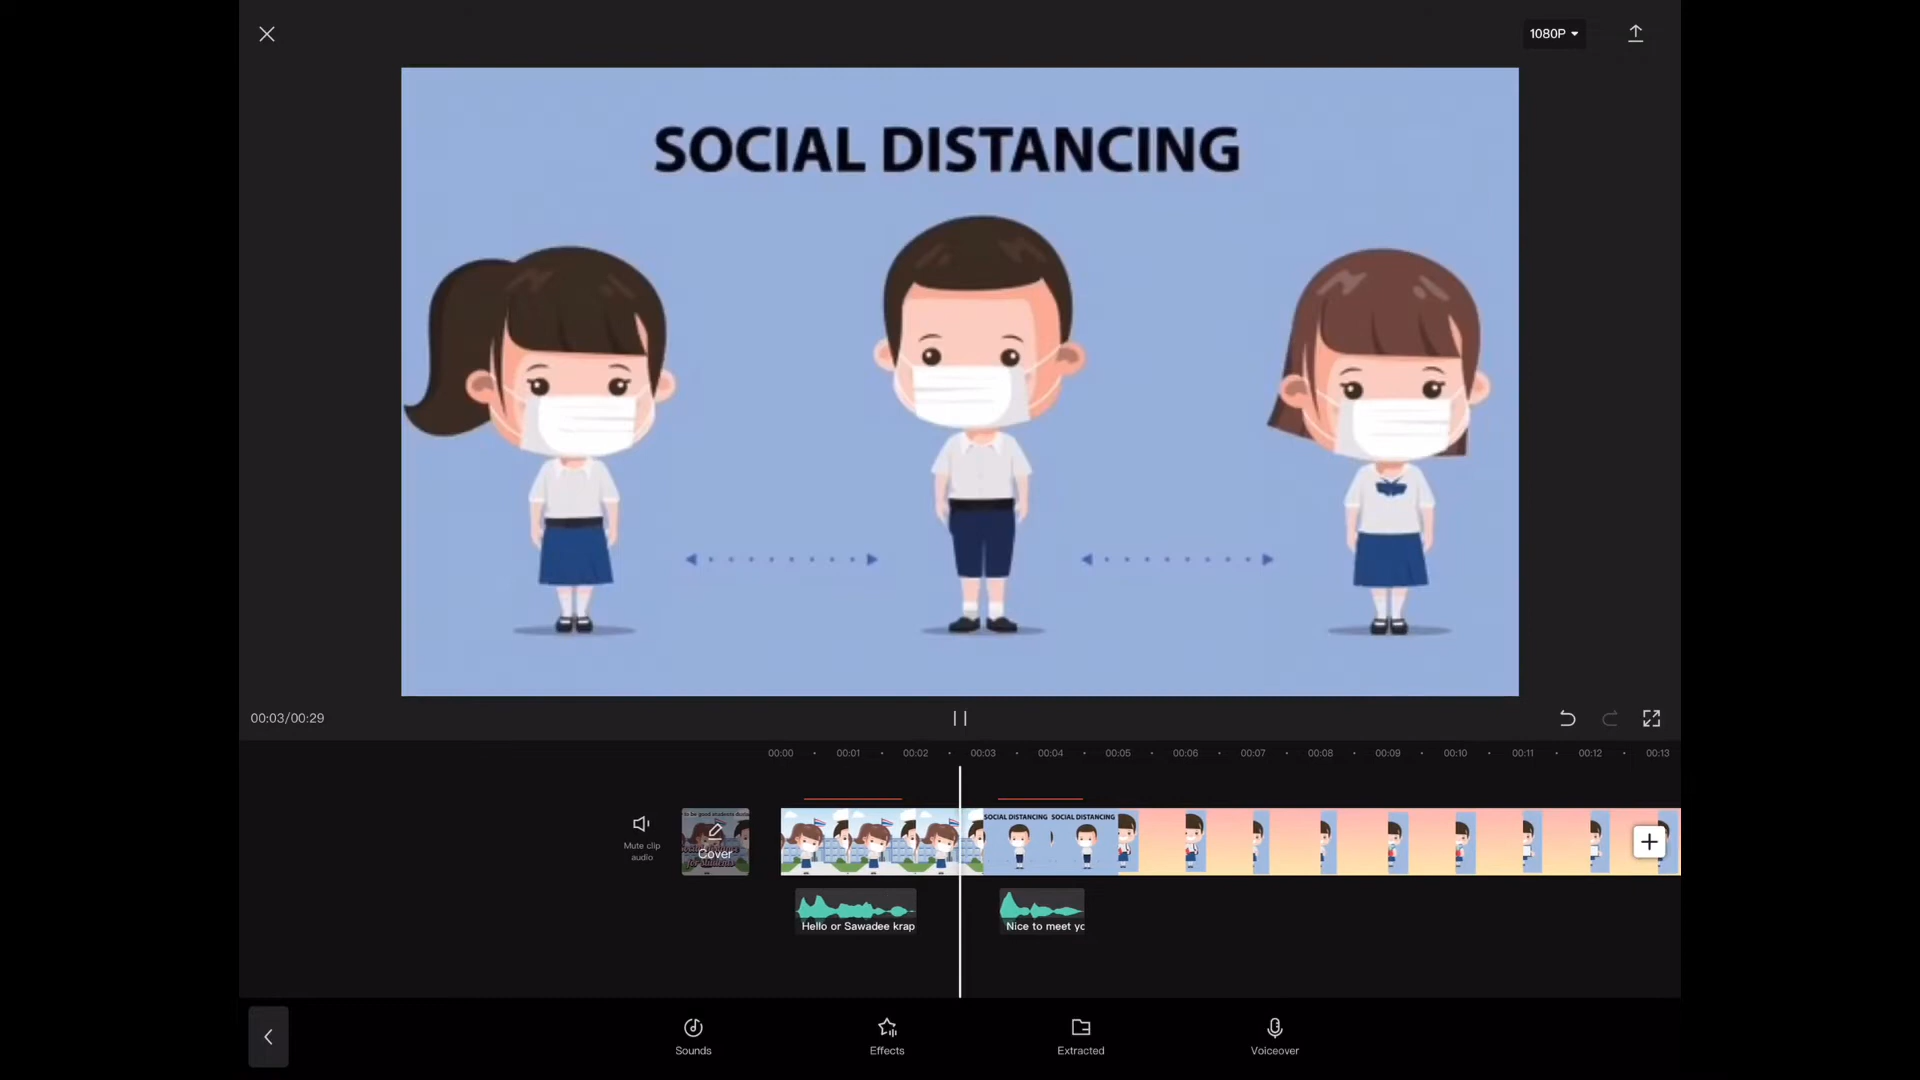 1080P
SOCIAL DISTANCING
00:03/00:29
00:00 00:01 00:02 00:03 00:04 00:05 00:06 00:07 00:08 00:09 00:10 00:11 00:12 00:13
Mute clip
audio
Cover
for students
SOCIAL DISTANCING SOCIAL DISTANCING
Hello or Sawadee krap
Nice to meet yo
Sounds
Effects
Extracted
Voiceover